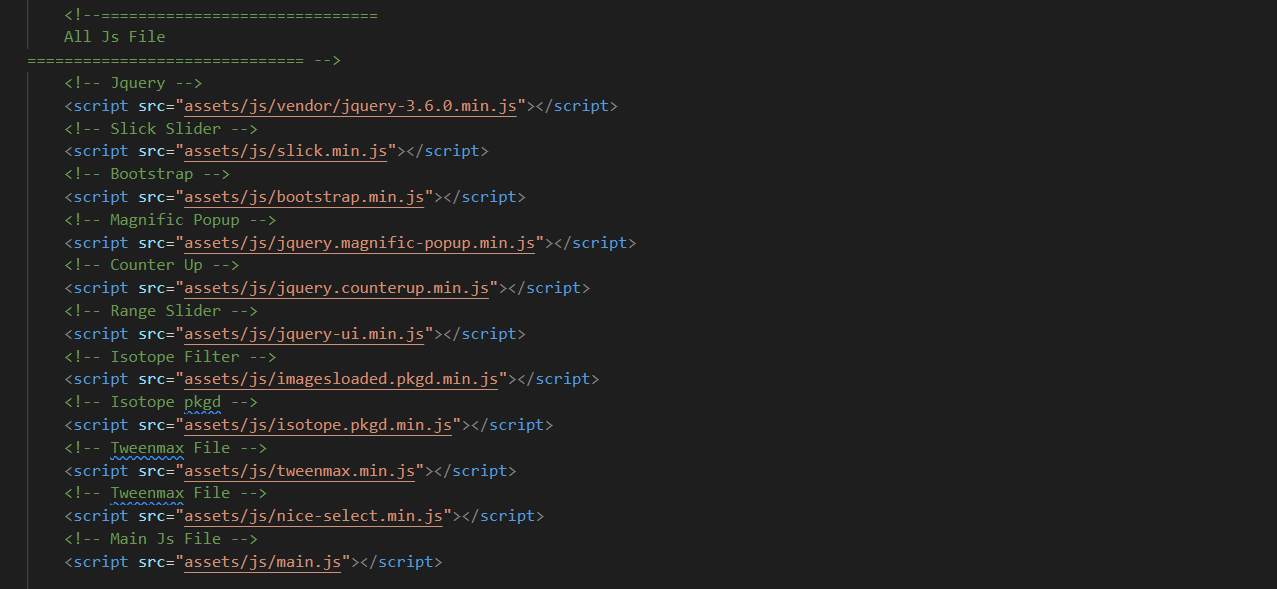 <!--==============================
All Js File
============================== -->
<!-- Jquery -->
<script src="assets/js/vendor/jquery-3.6.0.min.js"></script>
<!-- Slick Slider -->
<script src="assets/js/slick.min.js"></script>
<!-- Bootstrap -->
<script src="assets/js/bootstrap.min.js"></script>
<!-- Magnific Popup -->
<script src="assets/js/jquery.magnific-popup.min.js"></script>
<!-- Counter Up -->
<script src="assets/js/jquery.counterup.min.js"></script>
<!-- Range Slider -->
<script src="assets/js/jquery-ui.min.js"></script>
<!-- Isotope Filter -->
<script src="assets/js/imagesloaded.pkgd.min.js"></script>
<!-- Isotope pkgd -->
<script src="assets/js/isotope.pkgd.min.js"></script>
<!-- Tweenmax File -->
<script src="assets/js/tweenmax.min.js"></script>
<!-- Tweenmax File -->
<script src="assets/js/nice-select.min.js"></script>
<!-- Main Js File -->
<script src="assets/js/main.js"></script>